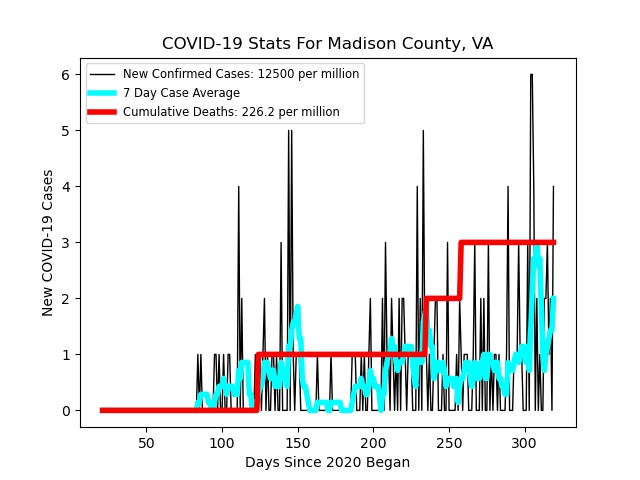 COVID-19 Stats For Madison County, VA
New Confirmed Cases: 12500 per million
7 Day Case Average
Cumulative Deaths: 226.2 per million
New COVID-19 Cases
6
5
4
3
2
1
0
50 100 150 200 250 300
Days Since 2020 Began